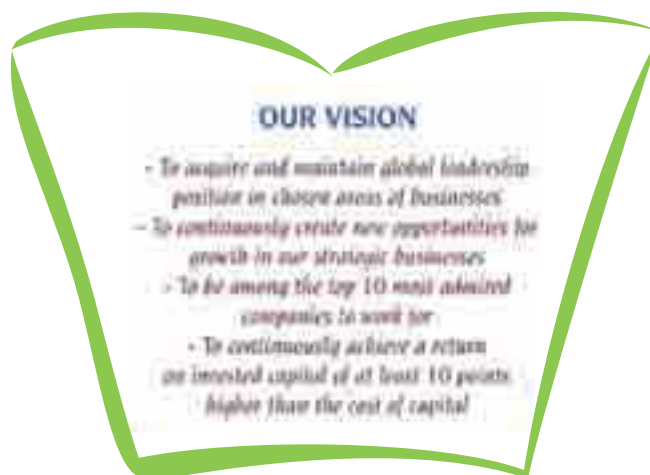 OUR VISION
- To acquire and maintain global leadership
position in chosen areas of businesses
- To continuously create new opportunities for
growth in our strategic businesses
- To be among the top 10 most admired
companies to work for
- To continuously achieve a return
on invested capital of at least 10 points
higher than the cost of capital